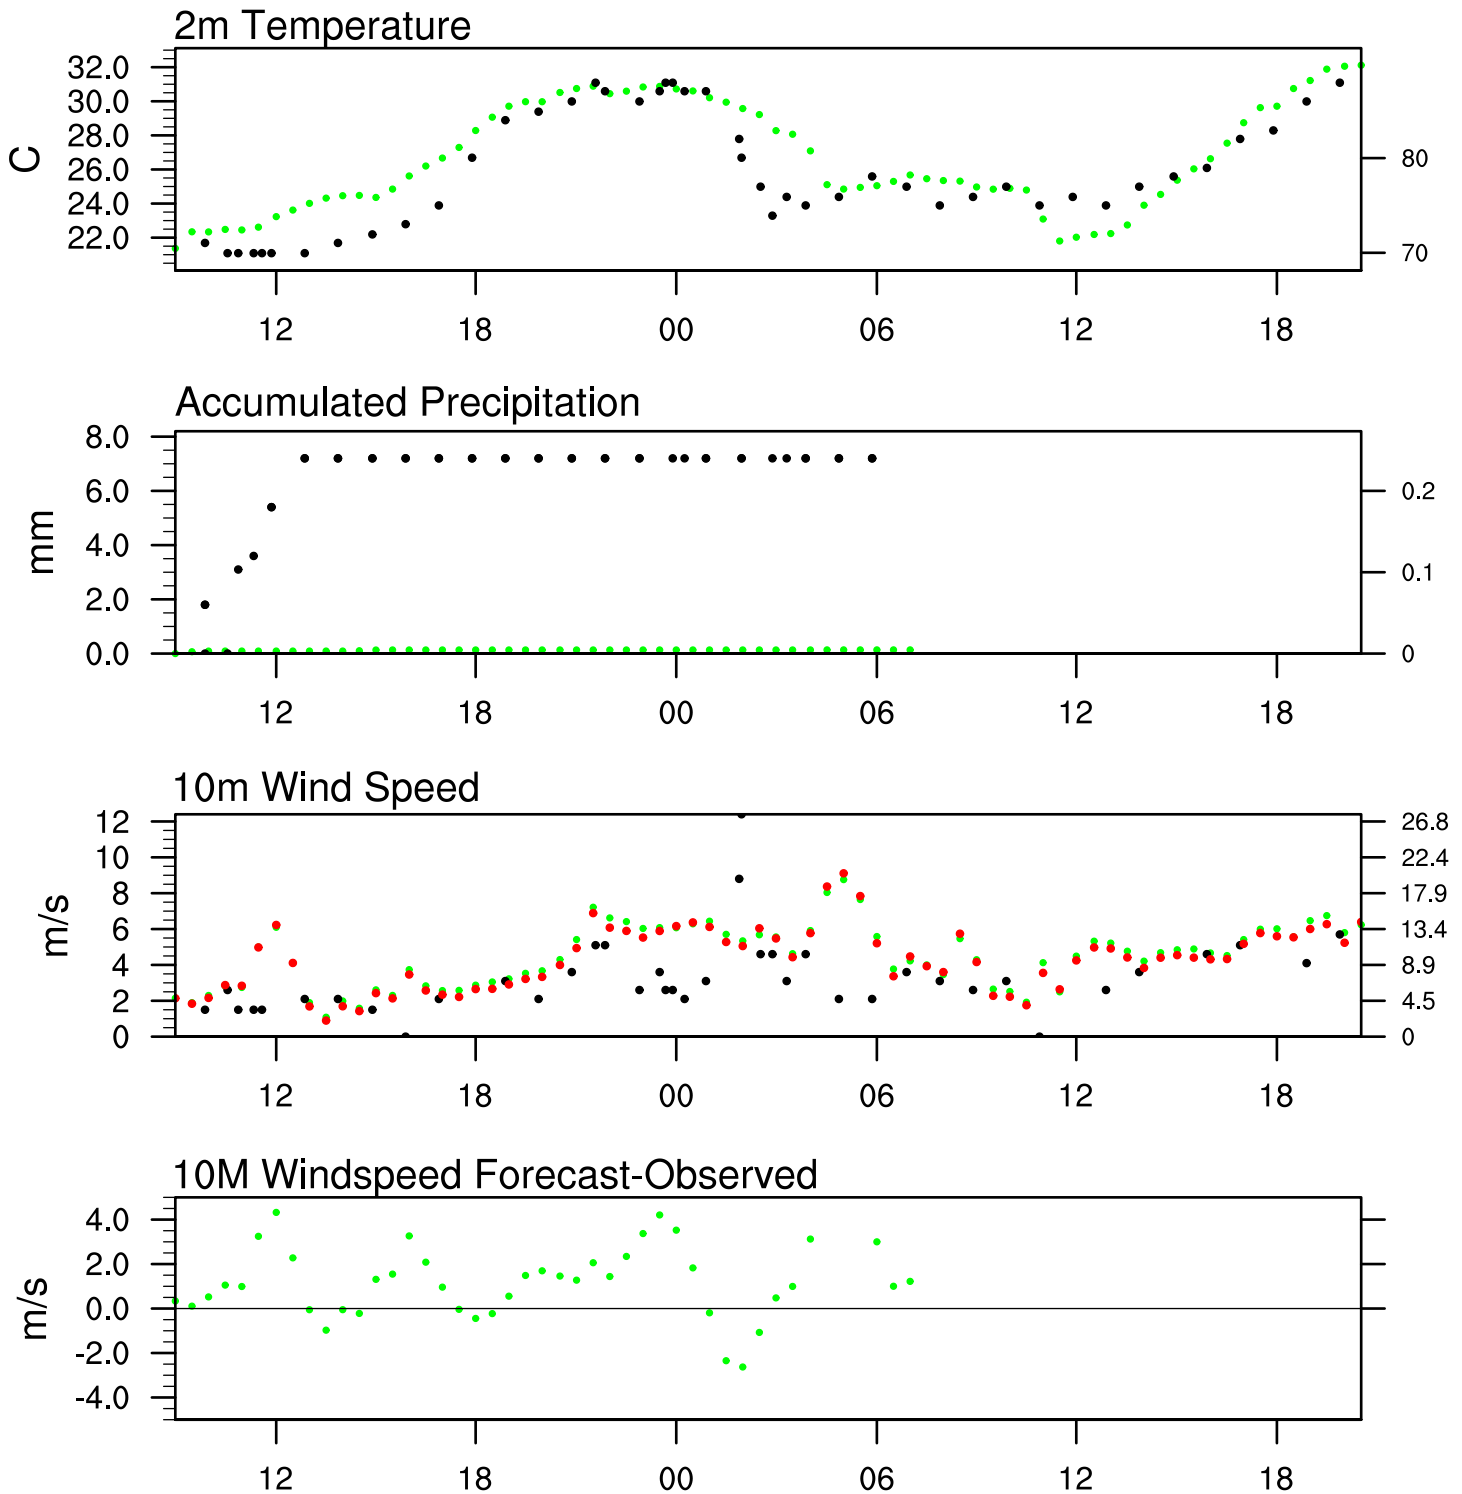 2m Temperature
32.0
30.0
28.0
26.0
24.0
22.0
C
80
70
12 18 00 06 12 18
Accumulated Precipitation
8.0
6.0
4.0
2.0
0.0
mm
0.2
0.1
0
12 18 00 06 12 18
10m Wind Speed
12
10
8
6
4
2
0
m/s
26.8
22.4
17.9
13.4
8.9
4.5
0
12 18 00 06 12 18
10M Windspeed Forecast-Observed
4.0
2.0
0.0
-2.0
-4.0
m/s
12 18 00 06 12 18